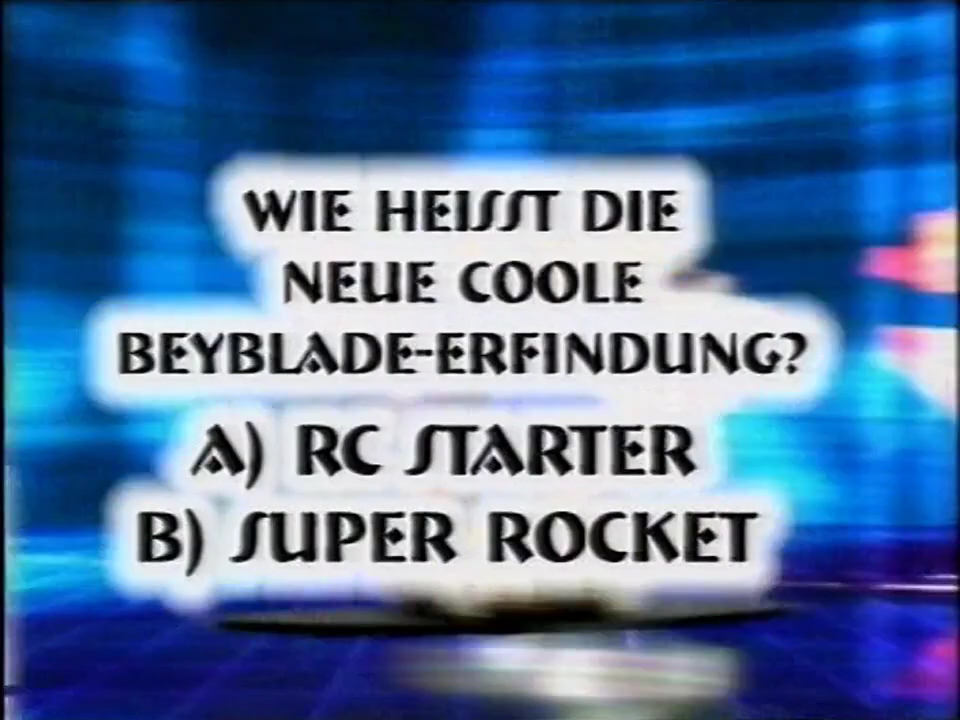 WIE HEISST DIE
NEUE COOLE
BEYBLADE-ERFINDUNG?
A) RC STARTER
B) SUPER ROCKET